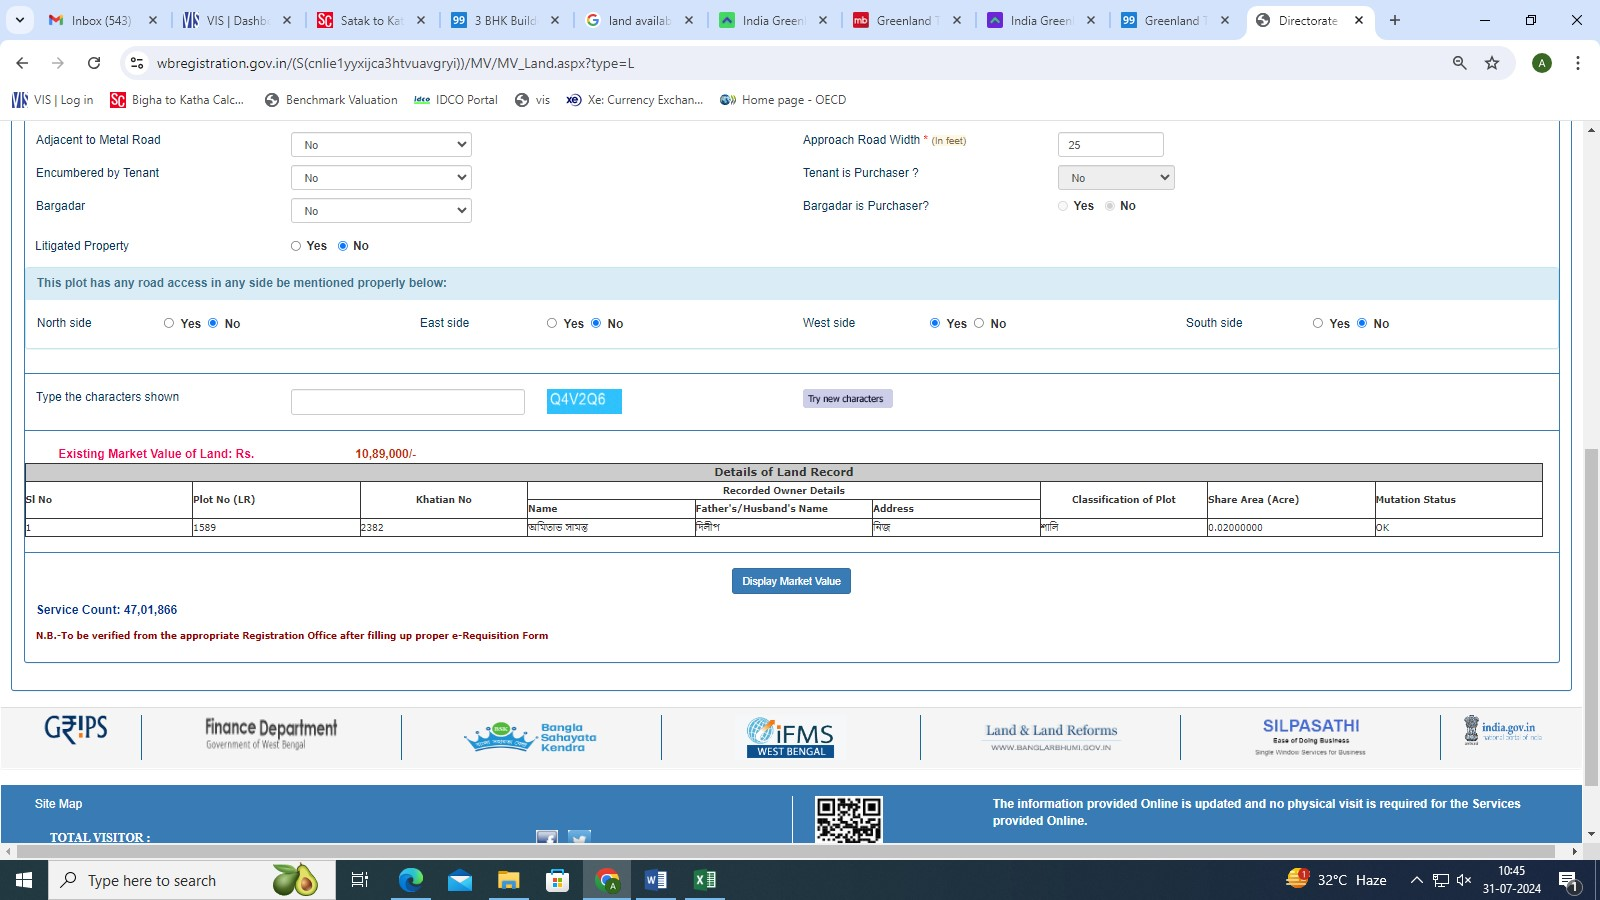 Inbox (543)
VIS | Dashb
Satak to Kat
3 BHK Build
land availab
India Green
Greenland T
India Green
Greenland T
Directorate
wbregistration.gov.in/(S(cnlie1yyxijca3htvuavgryi))/MV/MV_Land.aspx?type=L
A
VIS | Log in
Bigha to Katha Calc...
Benchmark Valuation
idco IDCO Portal
vis
xe Xe: Currency Exchan...
Home page - OECD
Adjacent to Metal Road No Approach Road Width * (In feet) 25
Encumbered by Tenant No Tenant is Purchaser ? No
Bargadar No Bargadar is Purchaser? Yes No
Litigated Property Yes No
This plot has any road access in any side be mentioned properly below:
North side Yes No East side Yes No West side Yes No South side Yes No
Type the characters shown Q4V2Q6 Try new characters
Existing Market Value of Land: Rs. 10,89,000/-
Details of Land Record
Sl No Plot No (LR) Khatian No Recorded Owner Details Classification of Plot Share Area (Acre) Mutation Status
Name Father's/Husband's Name Address
1 1589 2382 অমিতাভ সামন্ত দিলীপ নিজ শালি 0.02000000 OK
Display Market Value
Service Count: 47,01,866
N.B.-To be verified from the appropriate Registration Office after filling up proper e-Requisition Form
GRIPS
Finance Department
Government of West Bengal
Bangla
Sahayata
Kendra
iFMS
WEST BENGAL
Land & Land Reforms
WWW.BANGLARBHUMI.GOV.IN
SILPASATHI
Ease of Doing Business
Single Window Services for Business
india.gov.in
Site Map
TOTAL VISITOR :
The information provided Online is updated and no physical visit is required for the Services
provided Online.
Type here to search
32°C Haze
10:45
31-07-2024
1